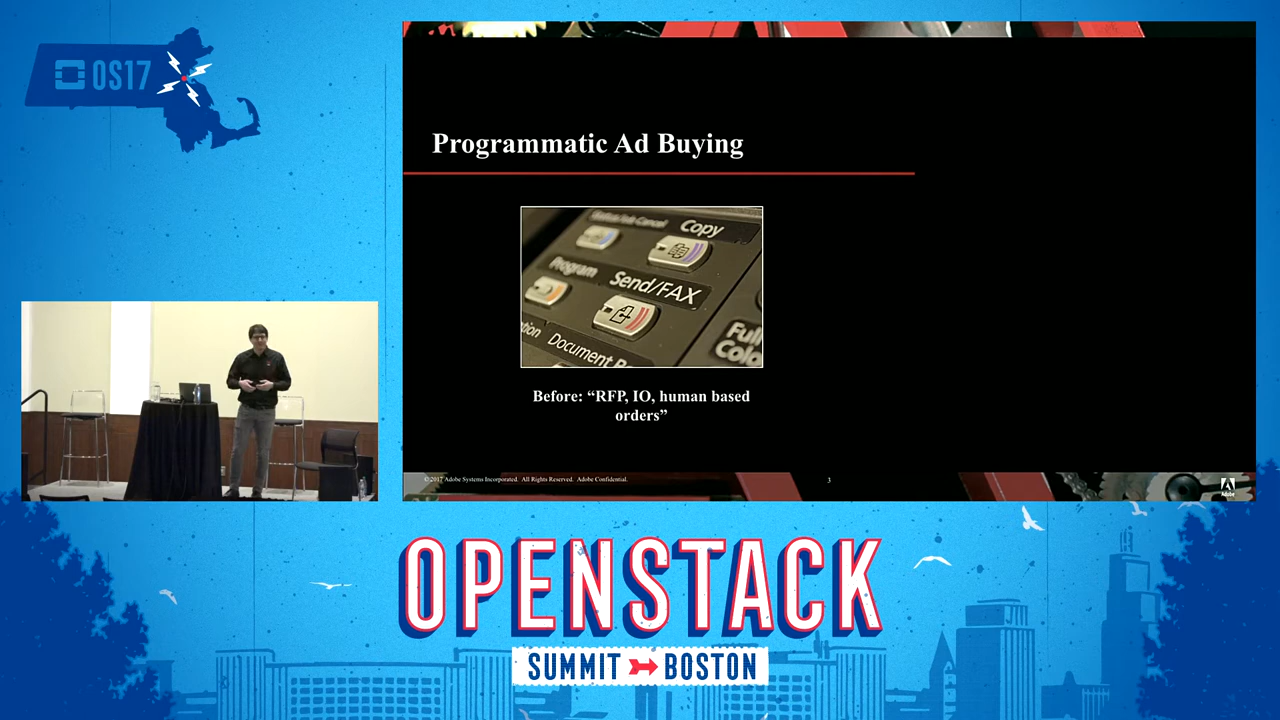 OS17
Programmatic Ad Buying
Copy
Program
Send/FAX
Document
Full
Before: “RFP, IO, human based
orders”
©2017 Adobe Systems Incorporated. All Rights Reserved. Adobe Confidential.
3
Adobe
OPENSTACK
SUMMIT BOSTON